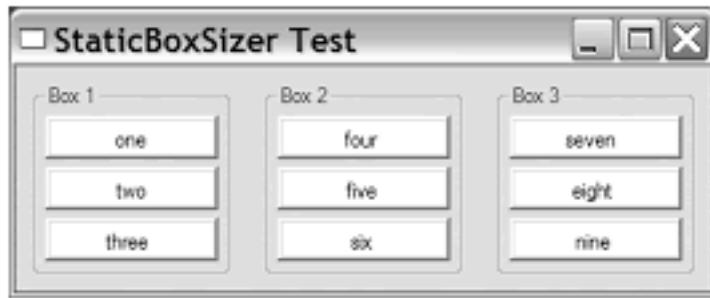 StaticBoxSizer Test
Box 1
one
two
three
Box 2
four
five
six
Box 3
seven
eight
nine